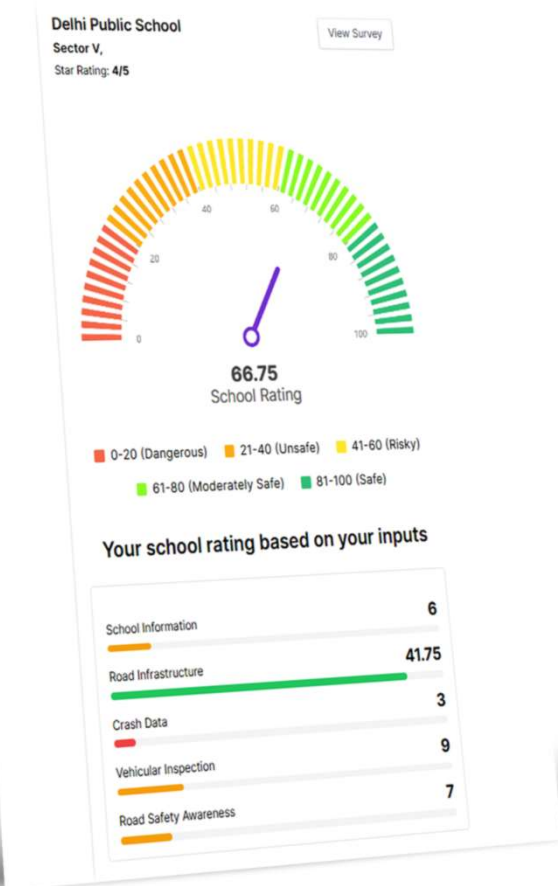 Delhi Public School
View Survey
Sector V,
Star Rating: 4/5
40
60
20
80
0
100
66.75
School Rating
0-20 (Dangerous) 21-40 (Unsafe) 41-60 (Risky)
61-80 (Moderately Safe) 81-100 (Safe)
Your school rating based on your inputs
School Information 6
Road Infrastructure 41.75
Crash Data 3
Vehicular Inspection 9
Road Safety Awareness 7